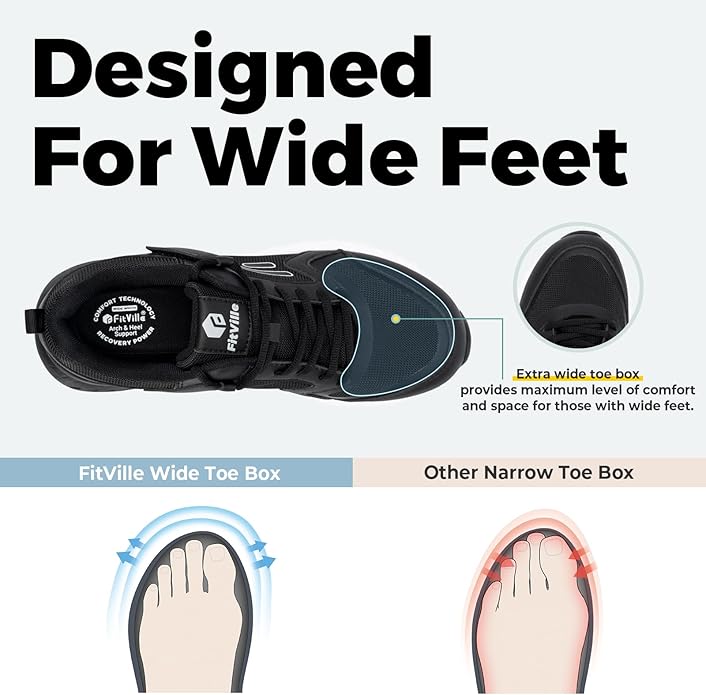 Designed
For Wide Feet
COMFORT TECHNOLOGY
FitVille
Arch & Heel
Support
RECOVERY POWER
FitVille
Extra wide toe box
provides maximum level of comfort
and space for those with wide feet.
FitVille Wide Toe Box
Other Narrow Toe Box